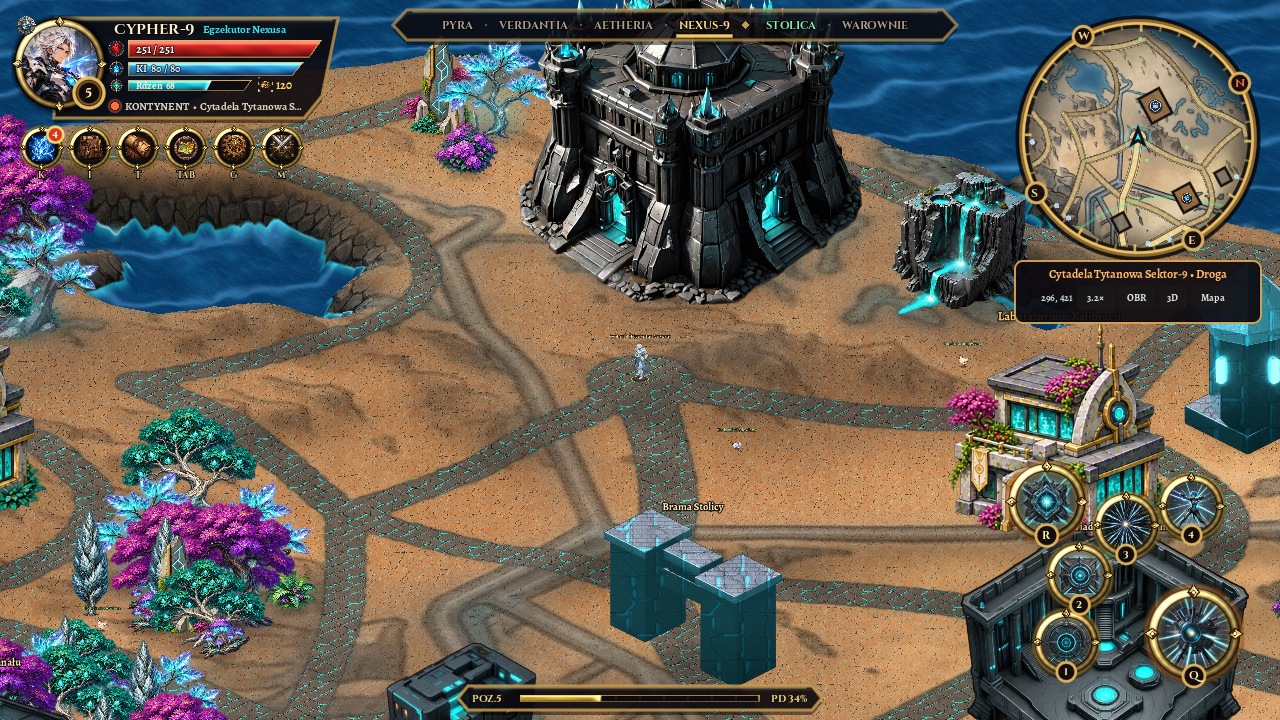 PYRA · VERDANTIA · AETHERIA · NEXUS-9 ◆ STOLICA · WAROWNIE
CYPHER-9 Egzekutor Nexusa
251 / 251
KI 80 / 80
Rdzeń 68 120
5
KONTYNENT • Cytadela Tytanowa S...
4
K I T TAB G M
W N S E
Cytadela Tytanowa Sektor-9 • Droga
296, 421 3.2× OBR 3D Mapa
Brama Stolicy
R 3 4
2
1 Q
POZ.5 PD 34%